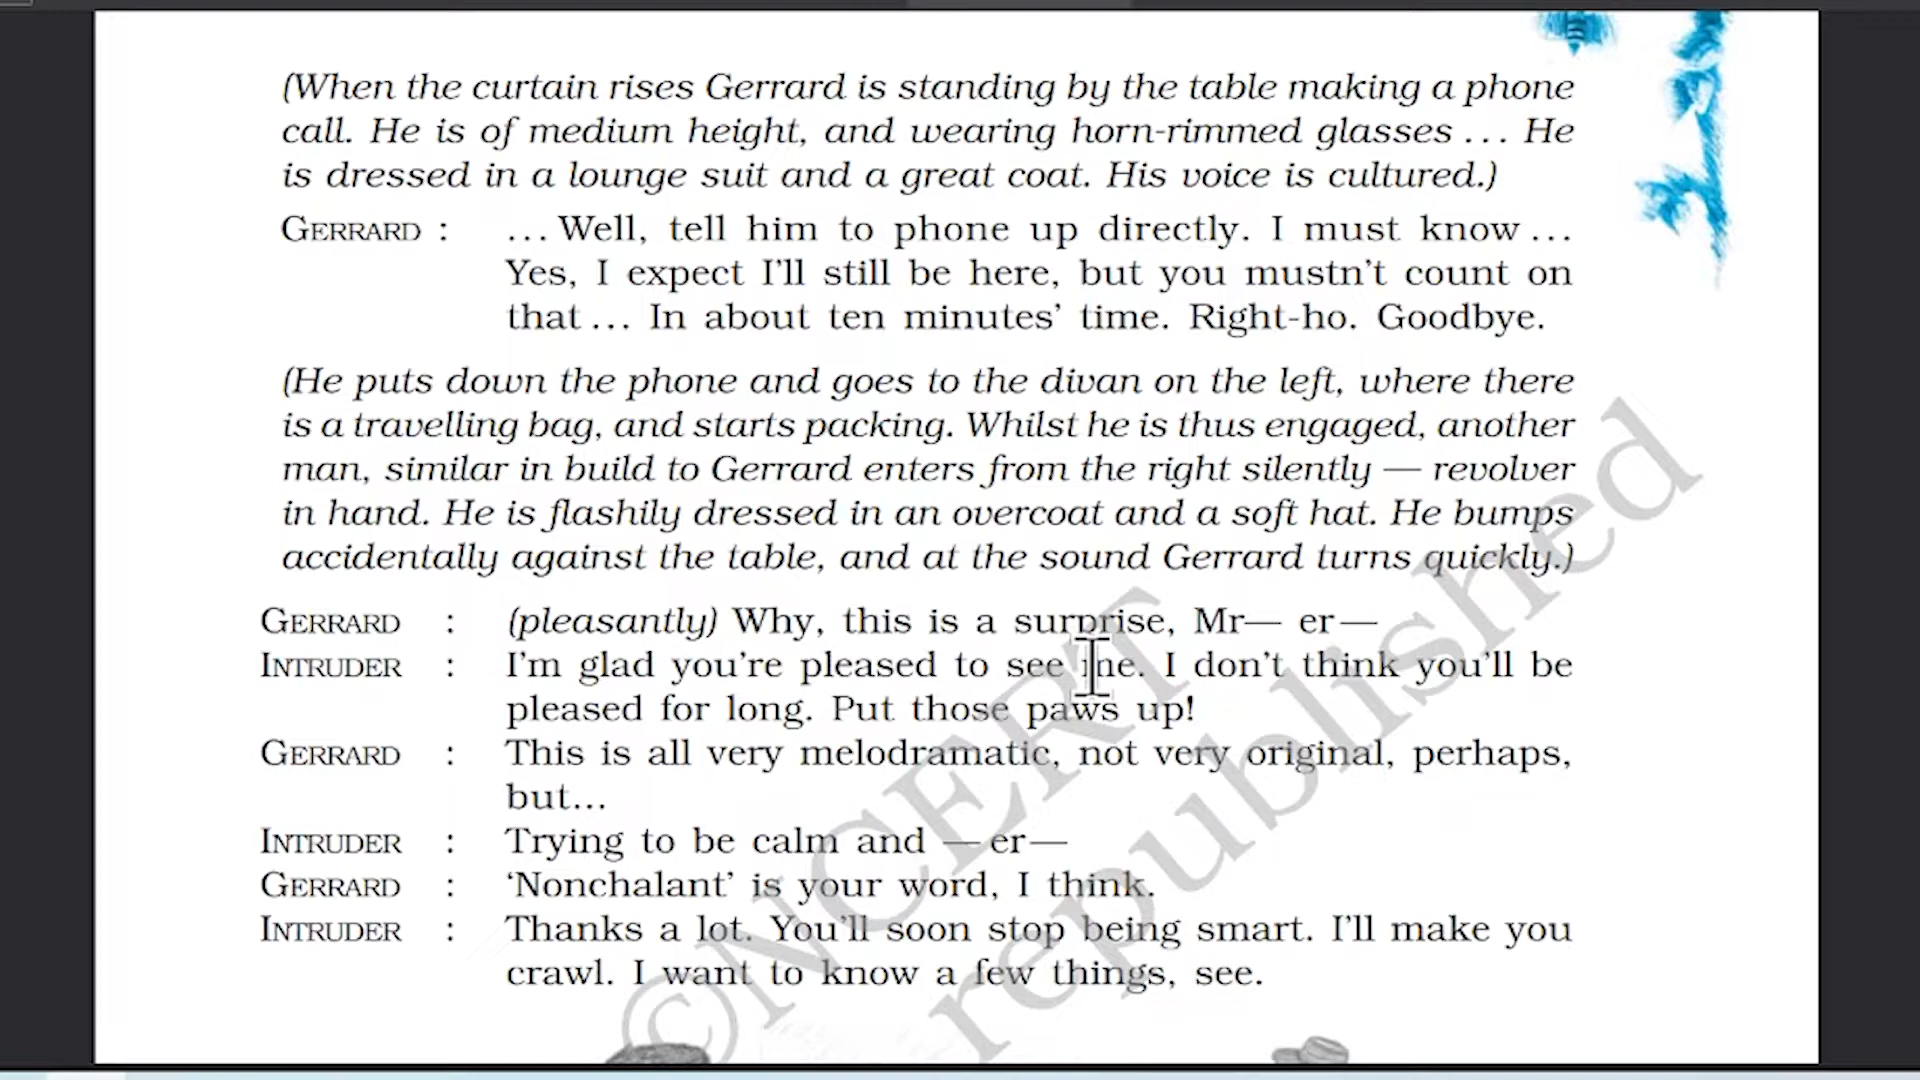 (When the curtain rises Gerrard is standing by the table making a phone
call. He is of medium height, and wearing horn-rimmed glesses ... He
is dressed in a lounge suit and a great coat. His voice is cultured.)
GERRARD : ... Well, tell him to phone up directly. I must know ...
Yes, I expect I'll still be here, but you mustn't count on
that ... In about ten minutes' time. Right-ho. Goodbye.
(He puts down the phone and goes to the divan on the left, where there
is a travelling bag, and starts packing. Whilst he is thus engaged, another
man, similar in build to Gerrard enters from the right silently — revolver
in hand. He is flashily dressed in an overcoat and a soft hat. He bumps
accidentally against the table, and at the sound Gerrard turns quickly.)
GERRARD : (pleasantly) Why, this is a surprise, Mr— er—
INTRUDER : I'm glad you're pleased to see me. I don't think you'll be
pleased for long. Put those paws up!
GERRARD : This is all very melodramatic, not very original, perhaps,
but...
INTRUDER : Trying to be calm and —er—
GERRARD : 'Nonchalant' is your word, I think.
INTRUDER : Thanks a lot. You'll soon stop being smart. I'll make you
crawl. I want to know a few things, see.
©NCERT
republished